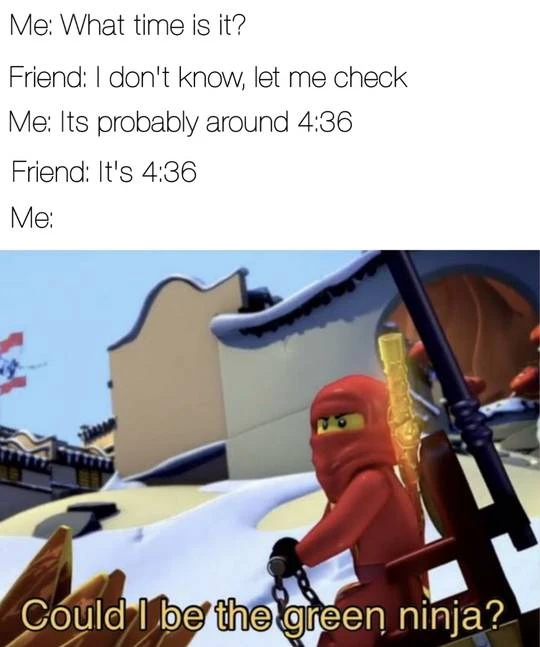 Me: What time is it?
Friend: I don't know, let me check
Me: Its probably around 4:36
Friend: It's 4:36
Me:
Could I be the green ninja?